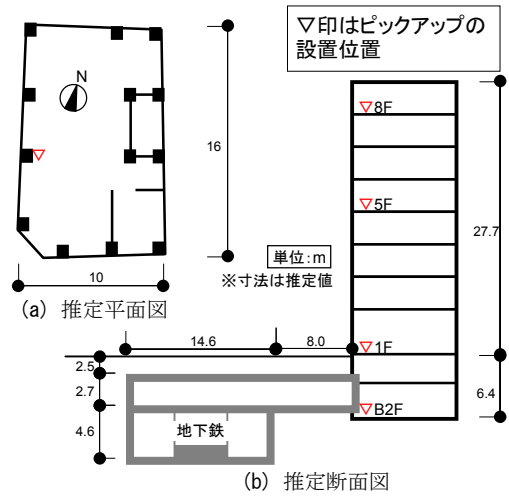 ▽印はピックアップの
設置位置
N
▽
16
10
単位:m
※寸法は推定値
(a) 推定平面図
▽8F
▽5F
27.7
14.6
8.0
▽1F
2.5
2.7
6.4
4.6
地下鉄
▽B2F
(b) 推定断面図